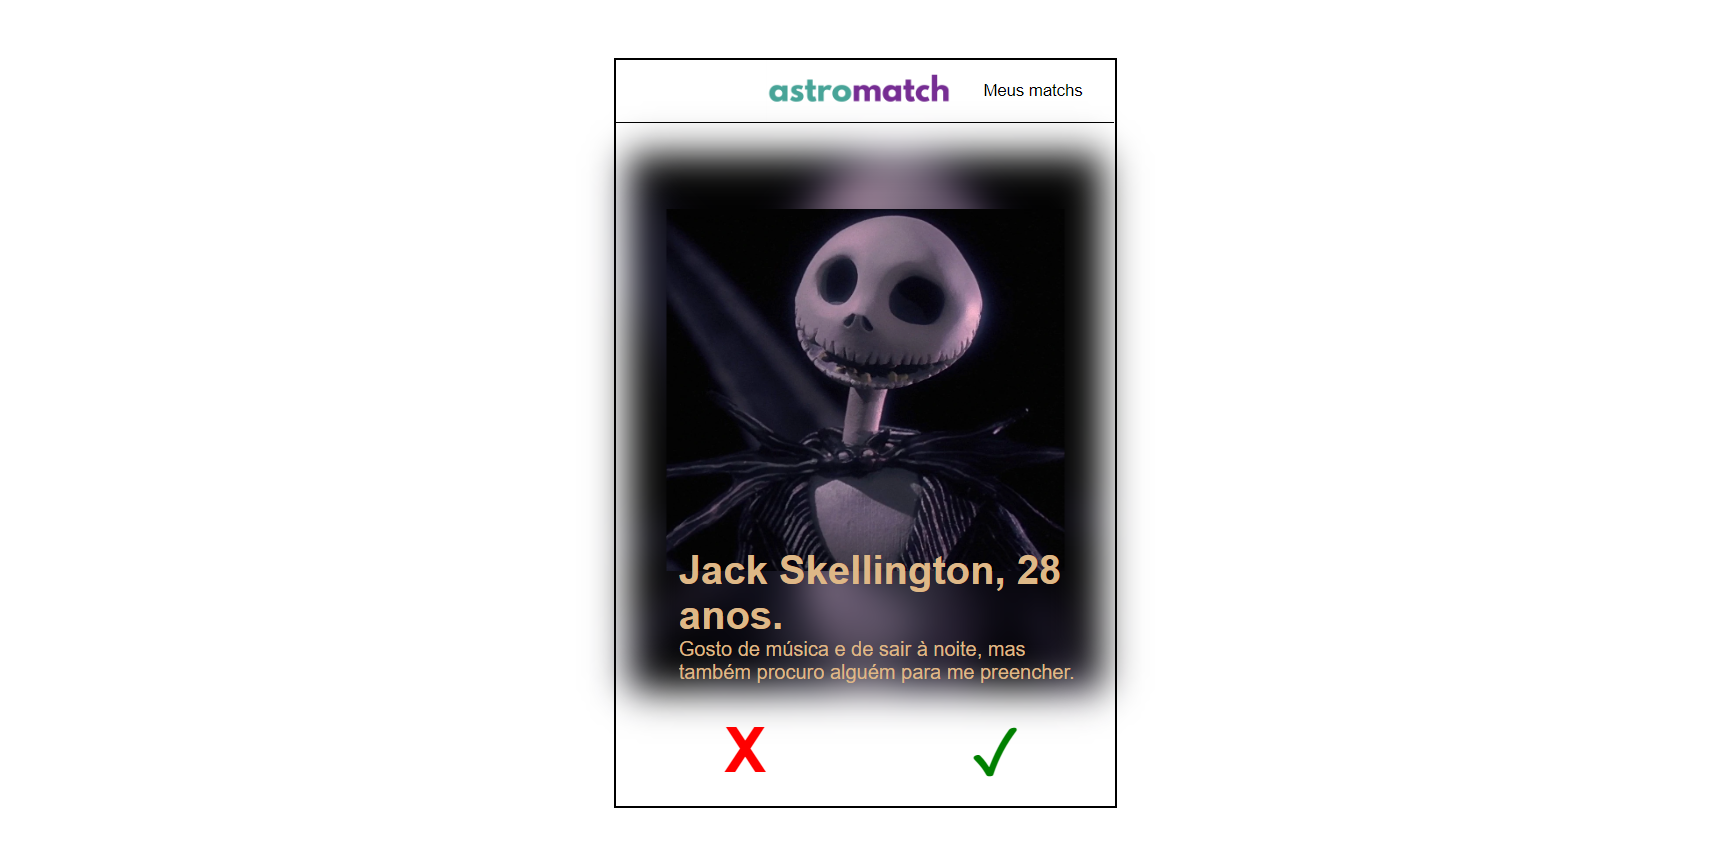 astromatch
Meus matchs
Jack Skellington, 28
anos.
Gosto de música e de sair à noite, mas
também procuro alguém para me preencher.
X ✓